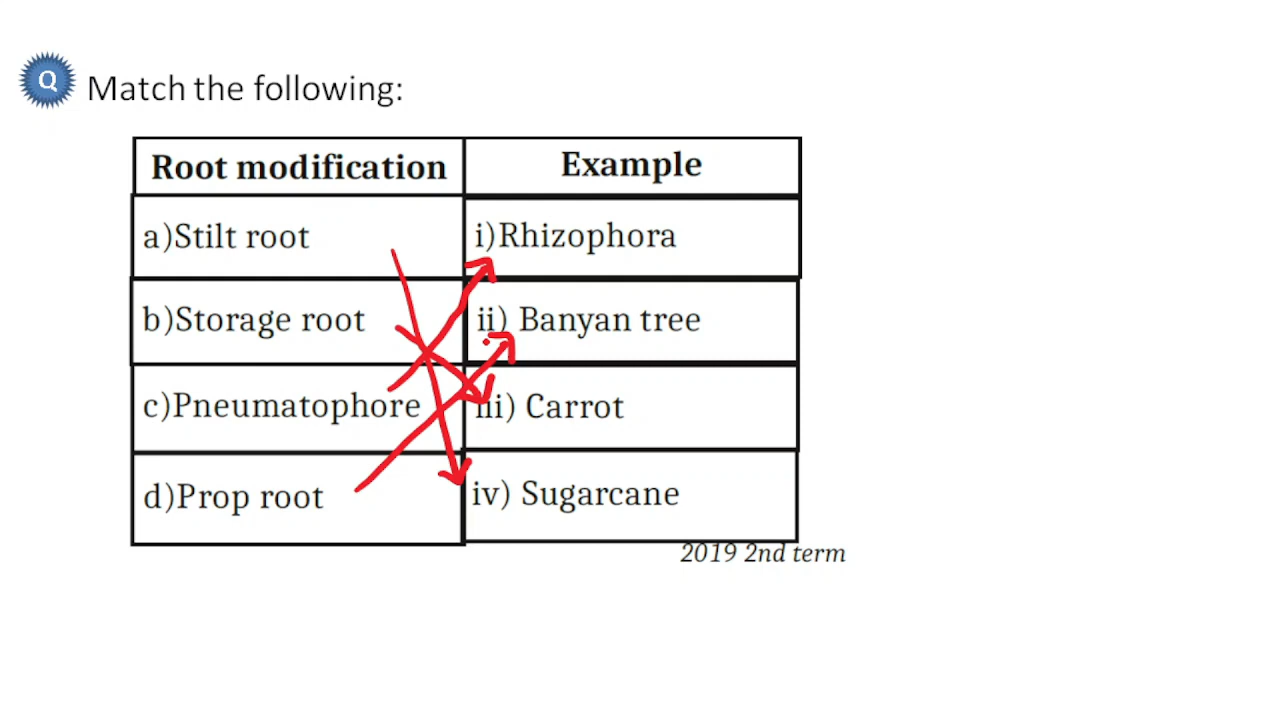 Q Match the following:
Root modification Example
a)Stilt root i)Rhizophora
b)Storage root ii) Banyan tree
c)Pneumatophore iii) Carrot
d)Prop root iv) Sugarcane
2019 2nd term